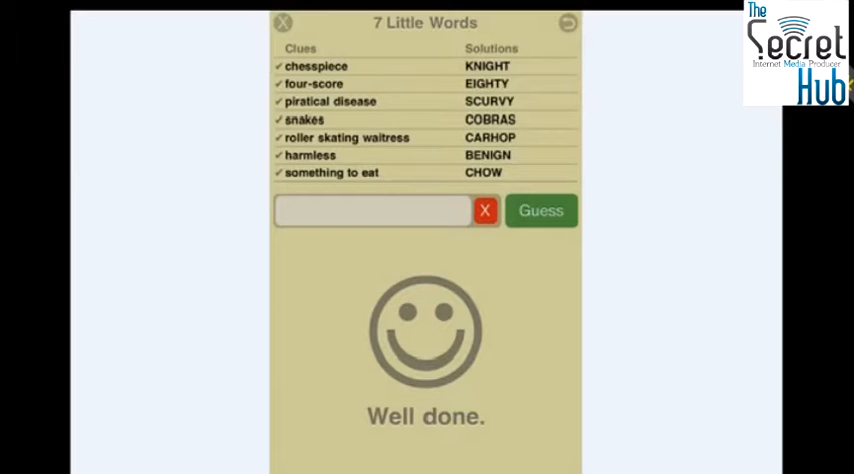 X
7 Little Words
Clues Solutions
✓ chesspiece KNIGHT
✓ four-score EIGHTY
✓ piratical disease SCURVY
✓ snakes COBRAS
✓ roller skating waitress CARHOP
✓ harmless BENIGN
✓ something to eat CHOW
X Guess
Well done.
The
Secret
Internet Media Producer
Hub